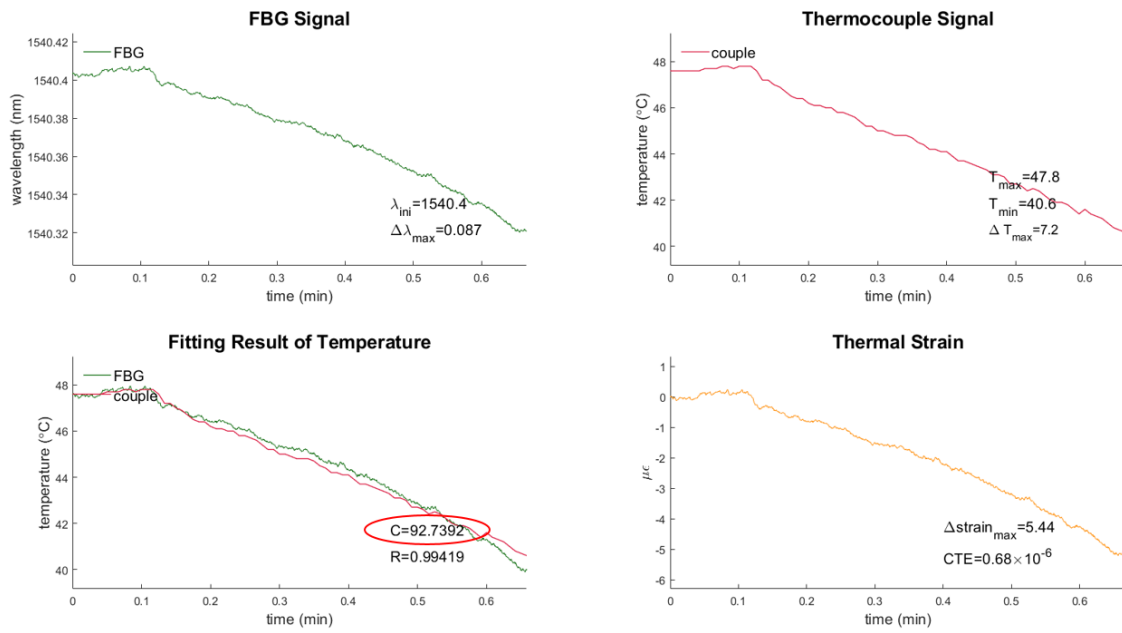 FBG Signal
wavelength (nm)
1540.42
1540.4
1540.38
1540.36
1540.34
1540.32
FBG
λini=1540.4
Δλmax=0.087
0 0.1 0.2 0.3 0.4 0.5 0.6
time (min)
Thermocouple Signal
temperature (°C)
48
46
44
42
40
couple
Tmax=47.8
Tmin=40.6
Δ Tmax=7.2
0 0.1 0.2 0.3 0.4 0.5 0.6
time (min)
Fitting Result of Temperature
temperature (°C)
48
46
44
42
40
FBG
couple
C=92.7392
R=0.99419
0 0.1 0.2 0.3 0.4 0.5 0.6
time (min)
Thermal Strain
μϵ
1
0
-1
-2
-3
-4
-5
-6
Δstrainmax=5.44
CTE=0.68×10-6
0 0.1 0.2 0.3 0.4 0.5 0.6
time (min)